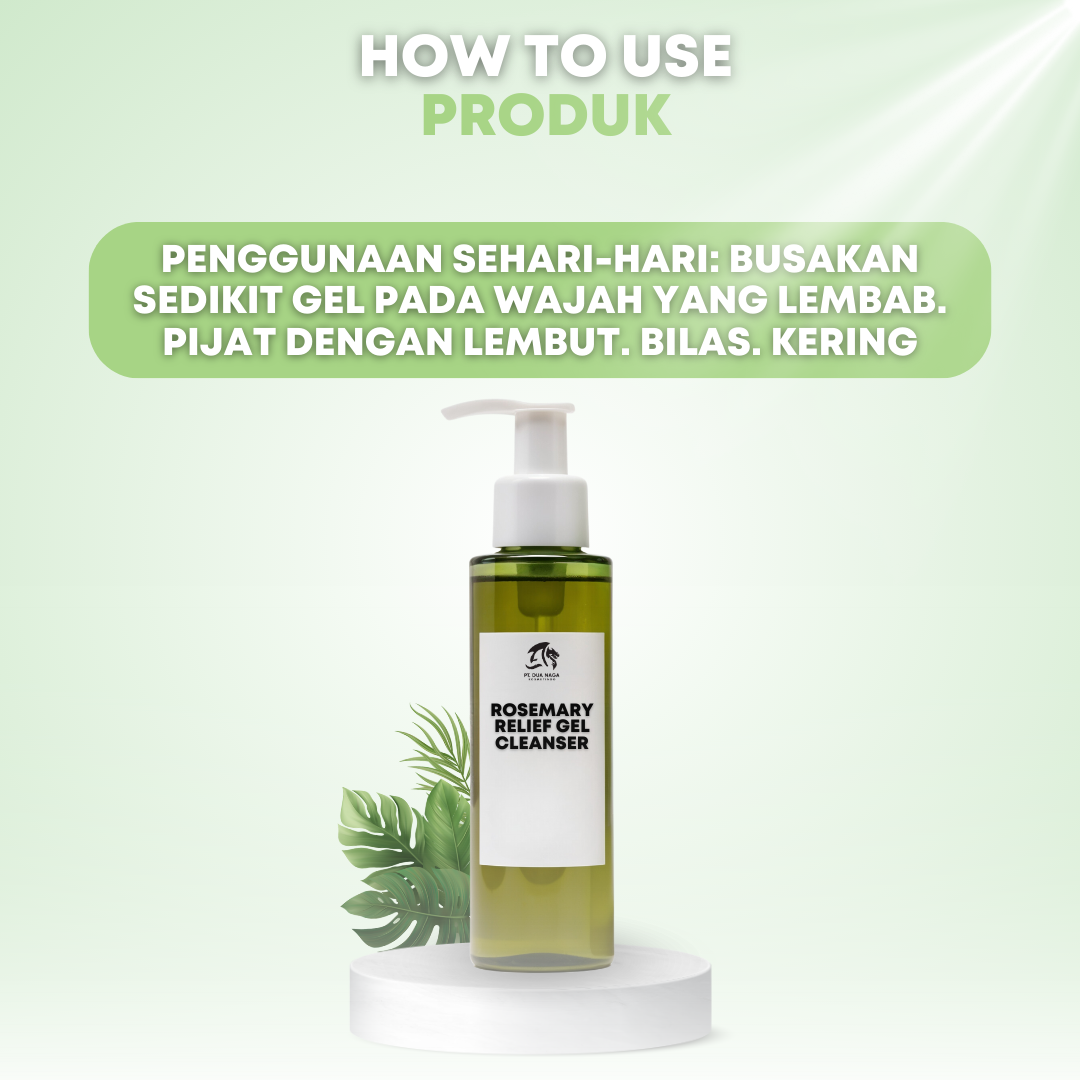 HOW TO USE
PRODUK
PENGGUNAAN SEHARI-HARI: BUSAKAN
SEDIKIT GEL PADA WAJAH YANG LEMBAB.
PIJAT DENGAN LEMBUT. BILAS. KERING
PT. DUA NAGA
KOSMETINDO
ROSEMARY
RELIEF GEL
CLEANSER